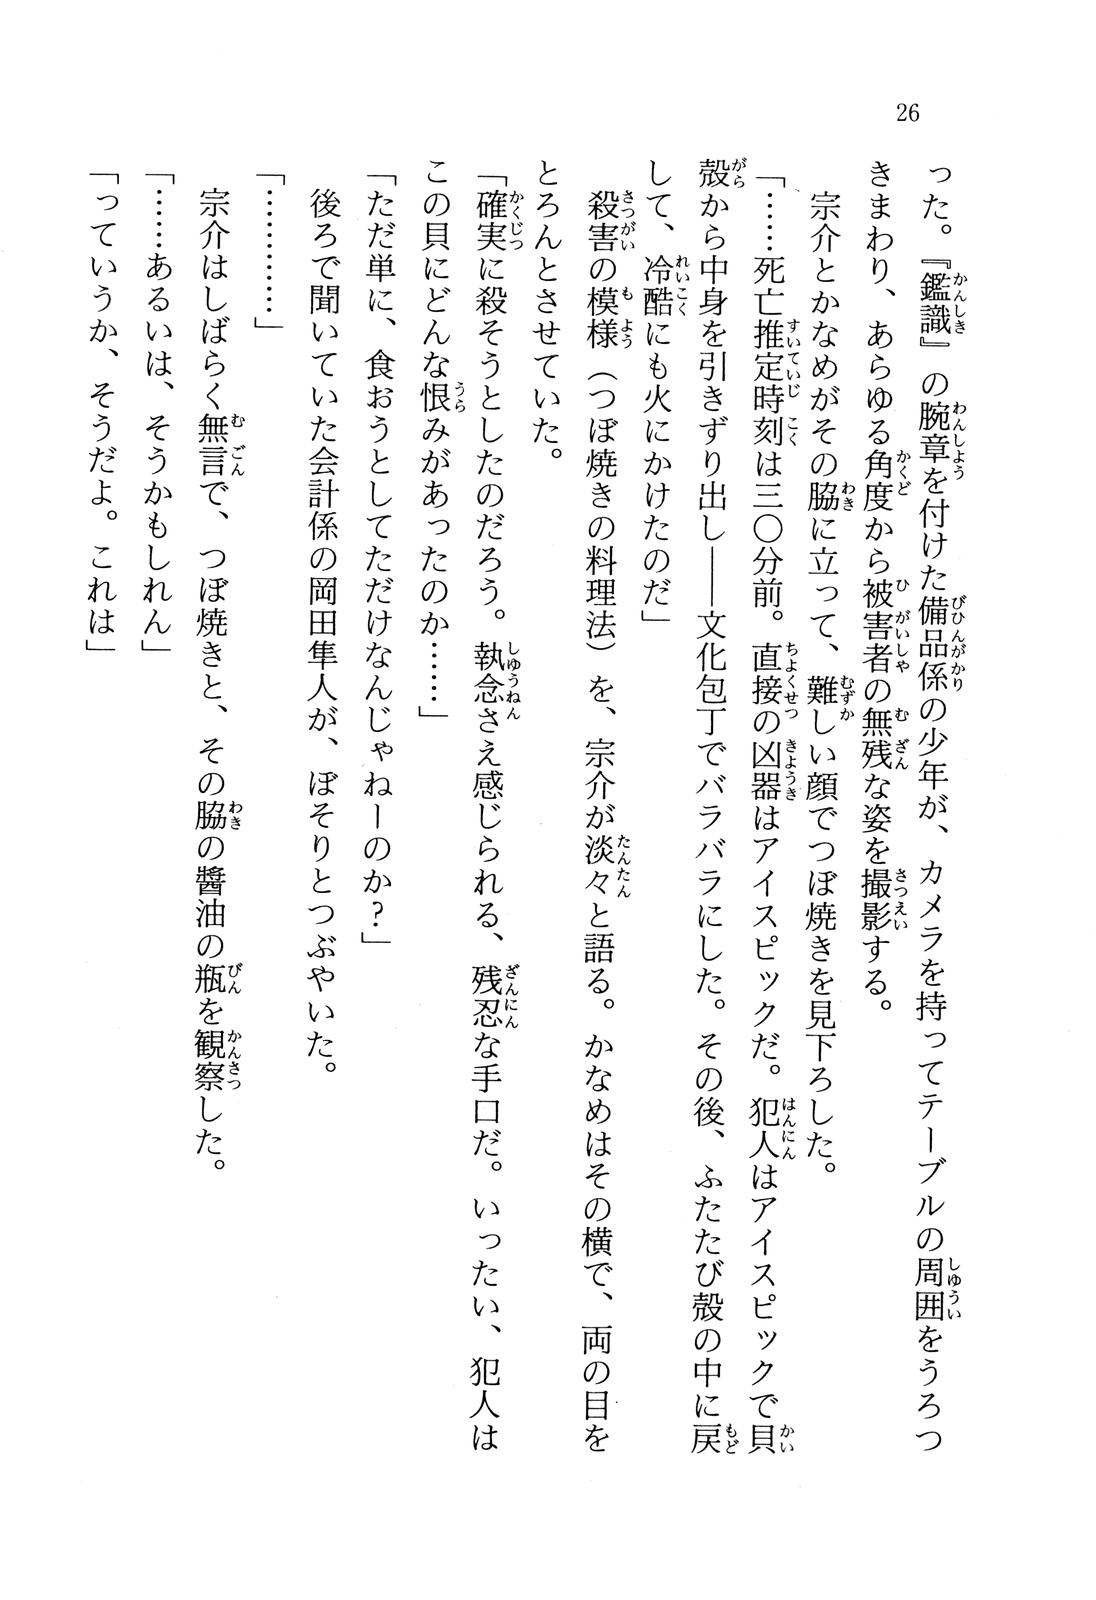 26
った。『鑑識』の腕章を付けた備品係の少年が、カメラを持ってテーブルの周囲をうろつ
きまわり、あらゆる角度から被害者の無残な姿を撮影する。
　宗介とかなめがその脇に立って、難しい顔でつぼ焼きを見下ろした。
「……死亡推定時刻は三〇分前。直接の凶器はアイスピックだ。犯人はアイスピックで貝
殻から中身を引きずり出し――文化包丁でバラバラにした。その後、ふたたび殻の中に戻
して、冷酷にも火にかけたのだ」
　殺害の模様（つぼ焼きの料理法）を、宗介が淡々と語る。かなめはその横で、両の目を
とろんとさせていた。
「確実に殺そうとしたのだろう。執念さえ感じられる、残忍な手口だ。いったい、犯人は
この貝にどんな恨みがあったのか……」
「ただ単に、食おうとしてただけなんじゃねーのか？」
　後ろで聞いていた会計係の岡田隼人が、ぼそりとつぶやいた。
「…………」
　宗介はしばらく無言で、つぼ焼きと、その脇の醬油の瓶を観察した。
「……あるいは、そうかもしれん」
「っていうか、そうだよ。これは」